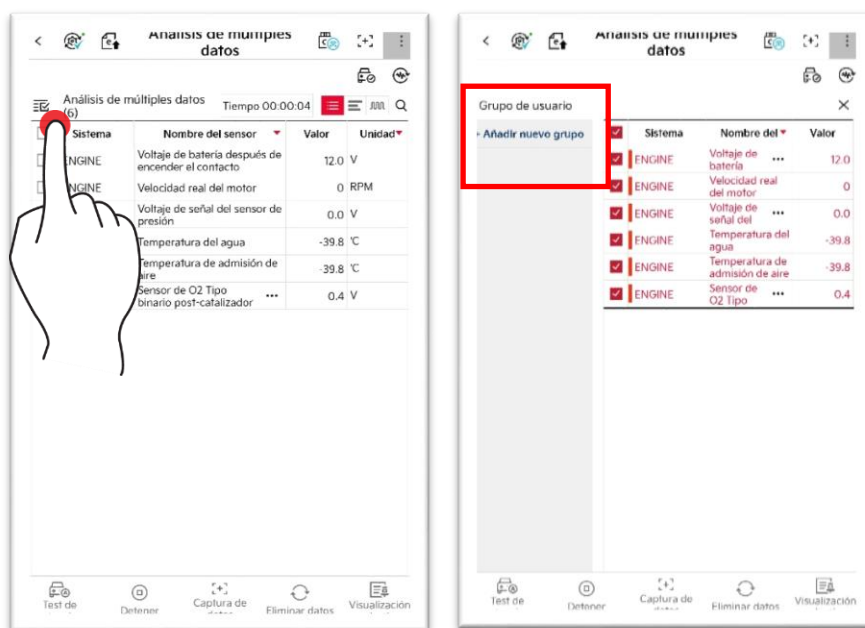 Análisis de múltiples
datos
Análisis de múltiples datos
(6)
Tiempo 00:00:04
Sistema Nombre del sensor Valor Unidad
ENGINE Voltaje de batería después de
encender el contacto 12.0 V
ENGINE Velocidad real del motor 0 RPM
Voltaje de señal del sensor de
presión 0.0 V
Temperatura del agua -39.8 ℃
Temperatura de admisión de
aire -39.8 ℃
Sensor de O2 Tipo ...
binario post-catalizador 0.4 V
Test de
Detener
Captura de
Eliminar datos
Visualización
Análisis de múltiples
datos
Grupo de usuario
+ Añadir nuevo grupo
Sistema Nombre del Valor
ENGINE Voltaje de ...
batería 12.0
ENGINE Velocidad real
del motor 0
ENGINE Voltaje de ...
señal del 0.0
ENGINE Temperatura del
agua -39.8
ENGINE Temperatura de
admisión de aire -39.8
ENGINE Sensor de ...
O2 Tipo 0.4
Test de
Detener
Captura de
Eliminar datos
Visualización